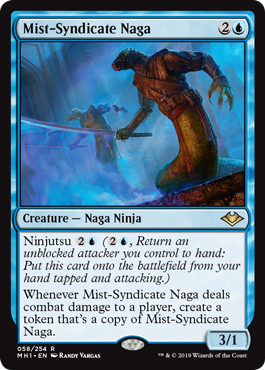 Mist-Syndicate Naga 2
Creature — Naga Ninja
Ninjutsu 2 (2, Return an
unblocked attacker you control to hand:
Put this card onto the battlefield from your
hand tapped and attacking.)
Whenever Mist-Syndicate Naga deals
combat damage to a player, create a
token that's a copy of Mist-Syndicate
Naga.
3/1
058/254 R
MH1 • EN RANDY VARGAS ™ & © 2019 Wizards of the Coast